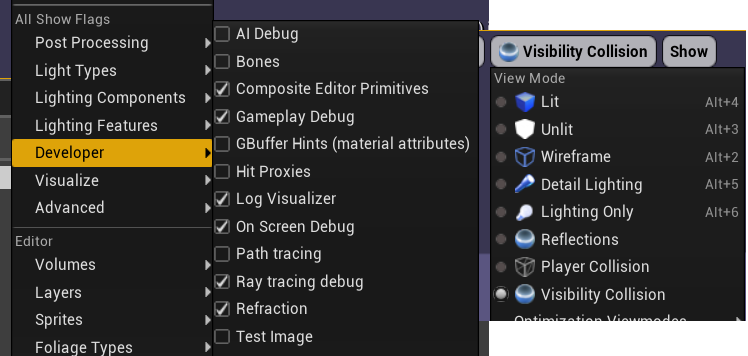 All Show Flags
Post Processing
Light Types
Lighting Components
Lighting Features
Developer
Visualize
Advanced
Editor
Volumes
Layers
Sprites
Foliage Types
AI Debug
Bones
Composite Editor Primitives
Gameplay Debug
GBuffer Hints (material attributes)
Hit Proxies
Log Visualizer
On Screen Debug
Path tracing
Ray tracing debug
Refraction
Test Image
Visibility Collision Show
View Mode
Lit Alt+4
Unlit Alt+3
Wireframe Alt+2
Detail Lighting Alt+5
Lighting Only Alt+6
Reflections
Player Collision
Visibility Collision
Optimization Viewmodes